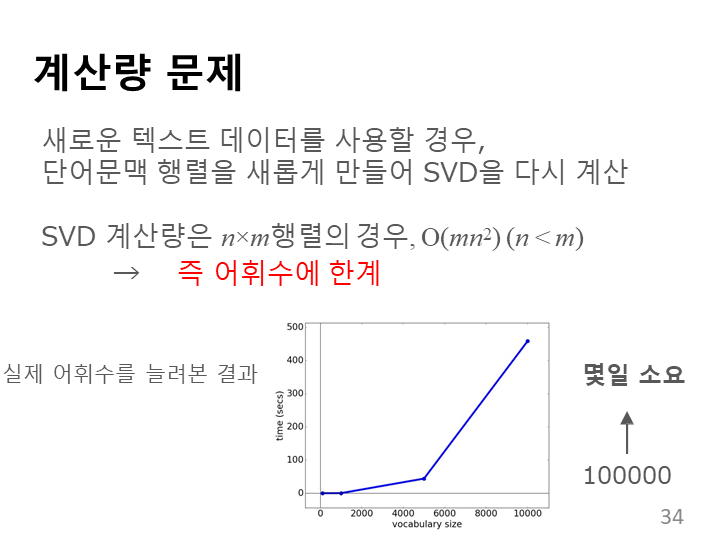 계산량 문제
새로운 텍스트 데이터를 사용할 경우,
단어문맥 행렬을 새롭게 만들어 SVD을 다시 계산
SVD 계산량은 n×m행렬의 경우, O(mn²) (n < m)
→ 즉 어휘수에 한계
실제 어휘수를 늘려본 결과
500
400
300
200
100
0
time (secs)
0 2000 4000 6000 8000 10000
vocabulary size
몇일 소요
100000
34